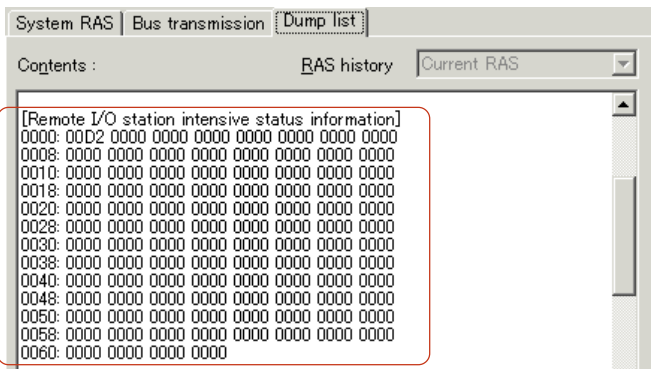 System RAS Bus transmission Dump list
Contents : RAS history Current RAS
[Remote I/O station intensive status information]
0000: 00D2 0000 0000 0000 0000 0000 0000 0000
0008: 0000 0000 0000 0000 0000 0000 0000 0000
0010: 0000 0000 0000 0000 0000 0000 0000 0000
0018: 0000 0000 0000 0000 0000 0000 0000 0000
0020: 0000 0000 0000 0000 0000 0000 0000 0000
0028: 0000 0000 0000 0000 0000 0000 0000 0000
0030: 0000 0000 0000 0000 0000 0000 0000 0000
0038: 0000 0000 0000 0000 0000 0000 0000 0000
0040: 0000 0000 0000 0000 0000 0000 0000 0000
0048: 0000 0000 0000 0000 0000 0000 0000 0000
0050: 0000 0000 0000 0000 0000 0000 0000 0000
0058: 0000 0000 0000 0000 0000 0000 0000 0000
0060: 0000 0000 0000 0000